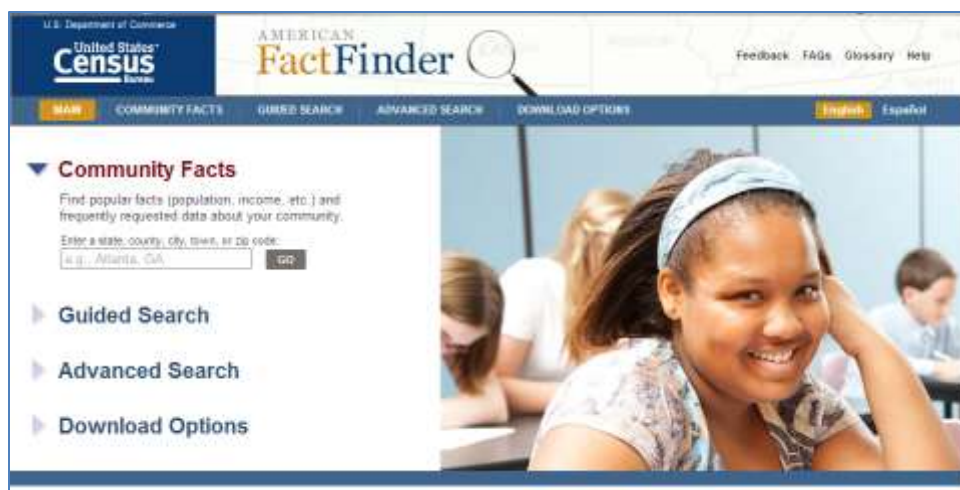 U.S. Department of Commerce
United States™
Census
Bureau
AMERICAN
FactFinder
Feedback FAQs Glossary Help
MAIN COMMUNITY FACTS GUIDED SEARCH ADVANCED SEARCH DOWNLOAD OPTIONS English Español
Community Facts
Find popular facts (population, income, etc.) and
frequently requested data about your community.
Enter a state, county, city, town, or zip code:
e.g., Atlanta, GA GO
Guided Search
Advanced Search
Download Options